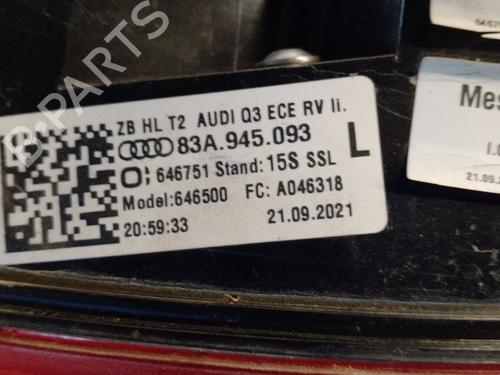 B-PARTS
ZB HL T2 AUDI Q3 ECE RV li.
83A.945.093 L
646751 Stand: 15S SSL
Model:646500 FC: A046318
20:59:33 21.09.2021
Mes
I.O
21.09.